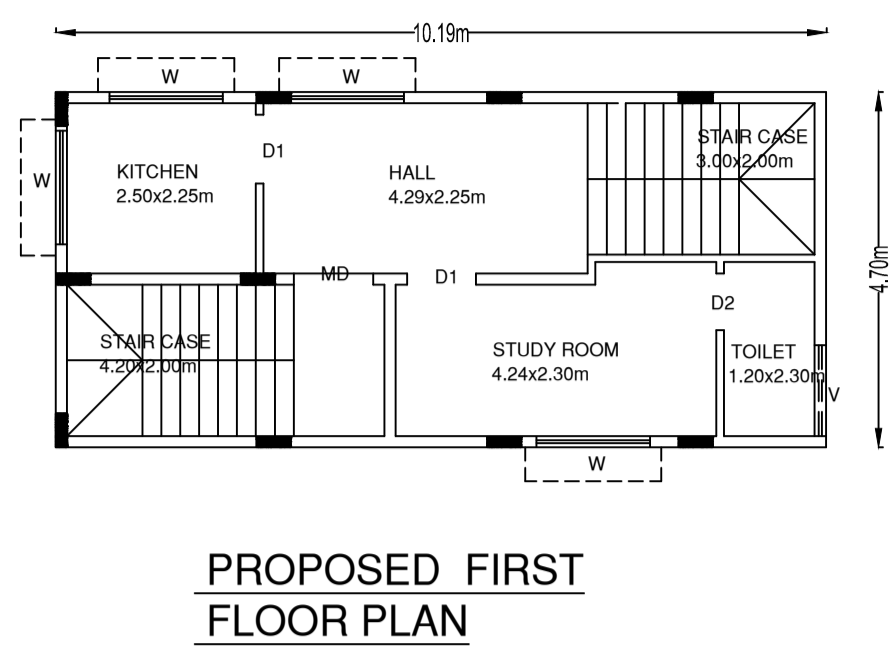 10.19m
W
W
D1
STAIR CASE
3.00x2.00m
KITCHEN
2.50x2.25m
HALL
4.29x2.25m
W
4.70m
MD
D1
D2
STAIR CASE
4.20x2.00m
STUDY ROOM
4.24x2.30m
TOILET
1.20x2.30m
V
W
PROPOSED FIRST
FLOOR PLAN